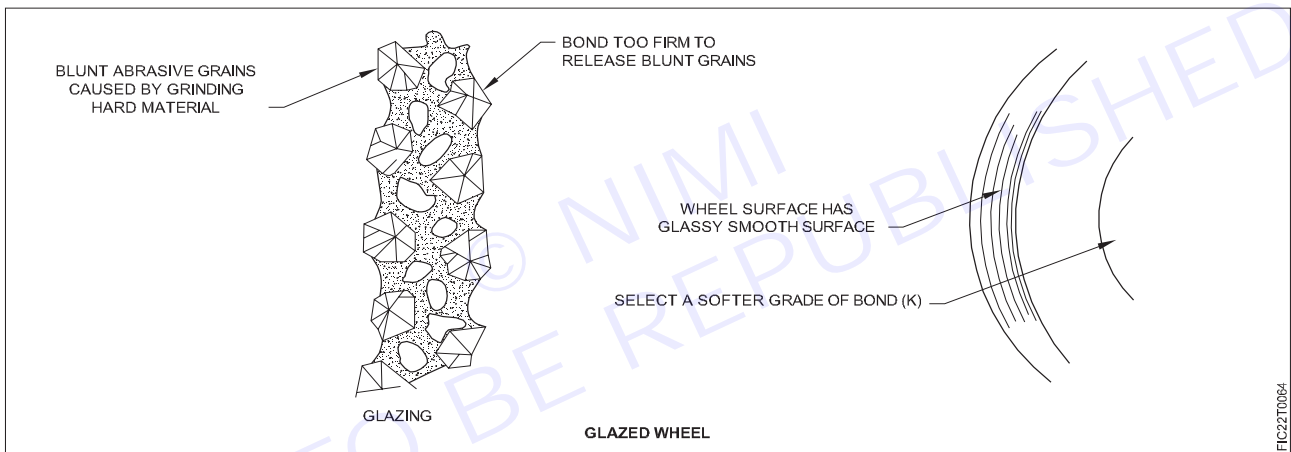 BLUNT ABRASIVE GRAINS
CAUSED BY GRINDING
HARD MATERIAL
BOND TOO FIRM TO
RELEASE BLUNT GRAINS
WHEEL SURFACE HAS
GLASSY SMOOTH SURFACE
SELECT A SOFTER GRADE OF BOND (K)
GLAZING
GLAZED WHEEL
FIC22T0064
© NIMI
TO BE REPUBLISHED